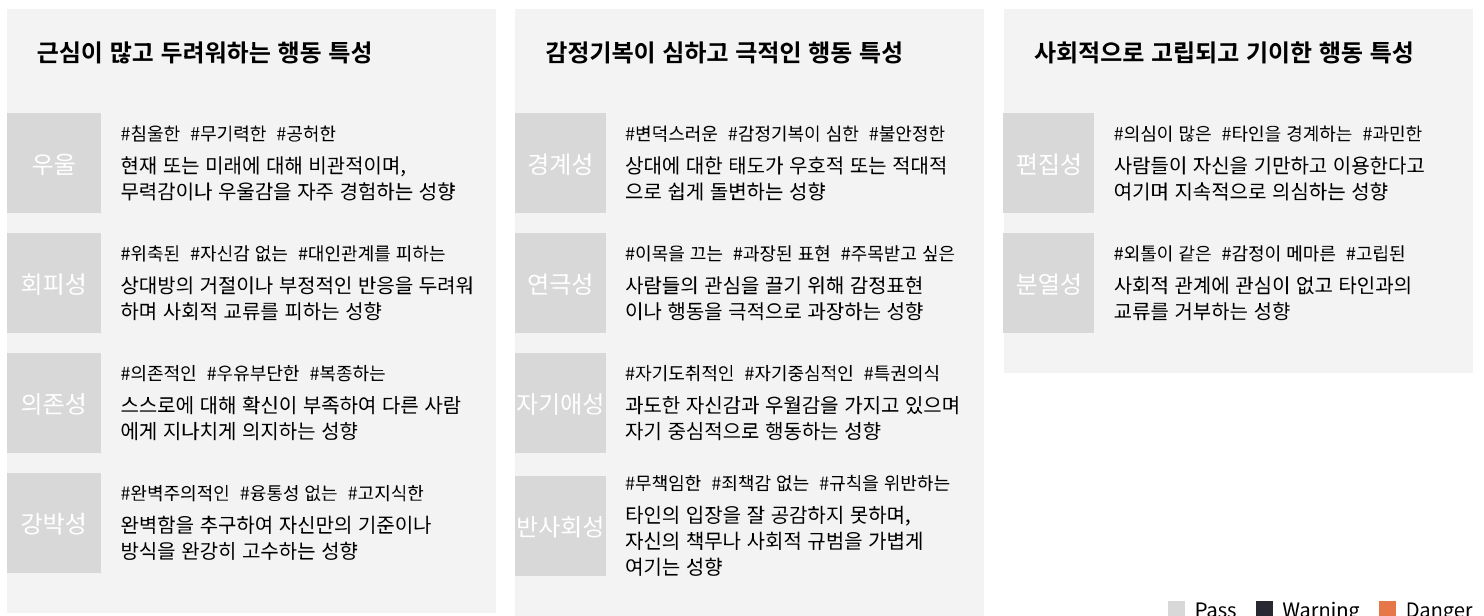 근심이 많고 두려워하는 행동 특성
우울
#침울한 #무기력한 #공허한
현재 또는 미래에 대해 비관적이며,
무력감이나 우울감을 자주 경험하는 성향
회피성
#위축된 #자신감 없는 #대인관계를 피하는
상대방의 거절이나 부정적인 반응을 두려워
하며 사회적 교류를 피하는 성향
의존성
#의존적인 #우유부단한 #복종하는
스스로에 대해 확신이 부족하여 다른 사람
에게 지나치게 의지하는 성향
강박성
#완벽주의적인 #융통성 없는 #고지식한
완벽함을 추구하여 자신만의 기준이나
방식을 완강히 고수하는 성향
감정기복이 심하고 극적인 행동 특성
경계성
#변덕스러운 #감정기복이 심한 #불안정한
상대에 대한 태도가 우호적 또는 적대적
으로 쉽게 돌변하는 성향
연극성
#이목을 끄는 #과장된 표현 #주목받고 싶은
사람들의 관심을 끌기 위해 감정표현
이나 행동을 극적으로 과장하는 성향
자기애성
#자기도취적인 #자기중심적인 #특권의식
과도한 자신감과 우월감을 가지고 있으며
자기 중심적으로 행동하는 성향
반사회성
#무책임한 #죄책감 없는 #규칙을 위반하는
타인의 입장을 잘 공감하지 못하며,
자신의 책무나 사회적 규범을 가볍게
여기는 성향
사회적으로 고립되고 기이한 행동 특성
편집성
#의심이 많은 #타인을 경계하는 #과민한
사람들이 자신을 기만하고 이용한다고
여기며 지속적으로 의심하는 성향
분열성
#외톨이 같은 #감정이 메마른 #고립된
사회적 관계에 관심이 없고 타인과의
교류를 거부하는 성향
Pass Warning Danger